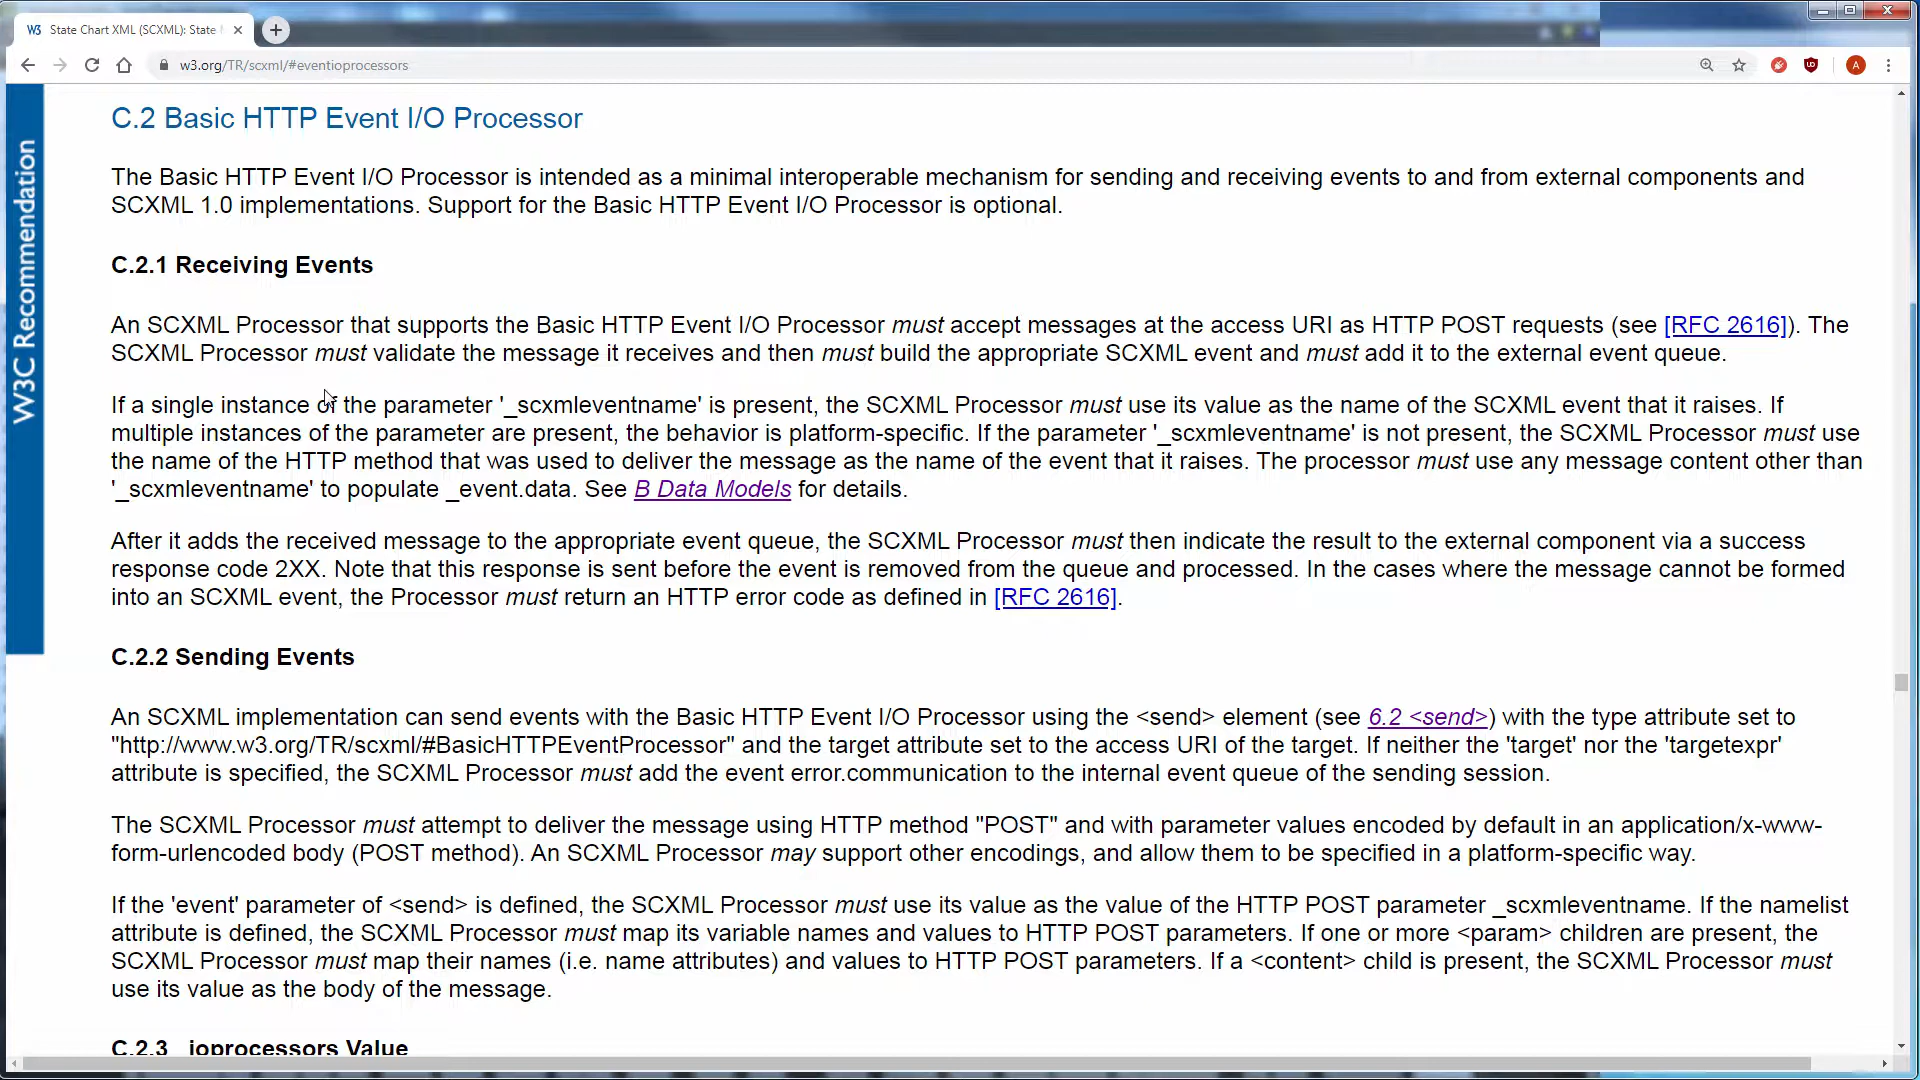 State Chart XML (SCXML): State
w3.org/TR/scxml/#eventioprocessors
A
W3C Recommendation
C.2 Basic HTTP Event I/O Processor
The Basic HTTP Event I/O Processor is intended as a minimal interoperable mechanism for sending and receiving events to and from external components and
SCXML 1.0 implementations. Support for the Basic HTTP Event I/O Processor is optional.
C.2.1 Receiving Events
An SCXML Processor that supports the Basic HTTP Event I/O Processor must accept messages at the access URI as HTTP POST requests (see [RFC 2616]). The
SCXML Processor must validate the message it receives and then must build the appropriate SCXML event and must add it to the external event queue.
If a single instance of the parameter '_scxmleventname' is present, the SCXML Processor must use its value as the name of the SCXML event that it raises. If
multiple instances of the parameter are present, the behavior is platform-specific. If the parameter '_scxmleventname' is not present, the SCXML Processor must use
the name of the HTTP method that was used to deliver the message as the name of the event that it raises. The processor must use any message content other than
'_scxmleventname' to populate _event.data. See B Data Models for details.
After it adds the received message to the appropriate event queue, the SCXML Processor must then indicate the result to the external component via a success
response code 2XX. Note that this response is sent before the event is removed from the queue and processed. In the cases where the message cannot be formed
into an SCXML event, the Processor must return an HTTP error code as defined in [RFC 2616].
C.2.2 Sending Events
An SCXML implementation can send events with the Basic HTTP Event I/O Processor using the <send> element (see 6.2 <send>) with the type attribute set to
"http://www.w3.org/TR/scxml/#BasicHTTPEventProcessor" and the target attribute set to the access URI of the target. If neither the 'target' nor the 'targetexpr'
attribute is specified, the SCXML Processor must add the event error.communication to the internal event queue of the sending session.
The SCXML Processor must attempt to deliver the message using HTTP method "POST" and with parameter values encoded by default in an application/x-www-
form-urlencoded body (POST method). An SCXML Processor may support other encodings, and allow them to be specified in a platform-specific way.
If the 'event' parameter of <send> is defined, the SCXML Processor must use its value as the value of the HTTP POST parameter _scxmleventname. If the namelist
attribute is defined, the SCXML Processor must map its variable names and values to HTTP POST parameters. If one or more <param> children are present, the
SCXML Processor must map their names (i.e. name attributes) and values to HTTP POST parameters. If a <content> child is present, the SCXML Processor must
use its value as the body of the message.
C.2.3 _ioprocessors Value